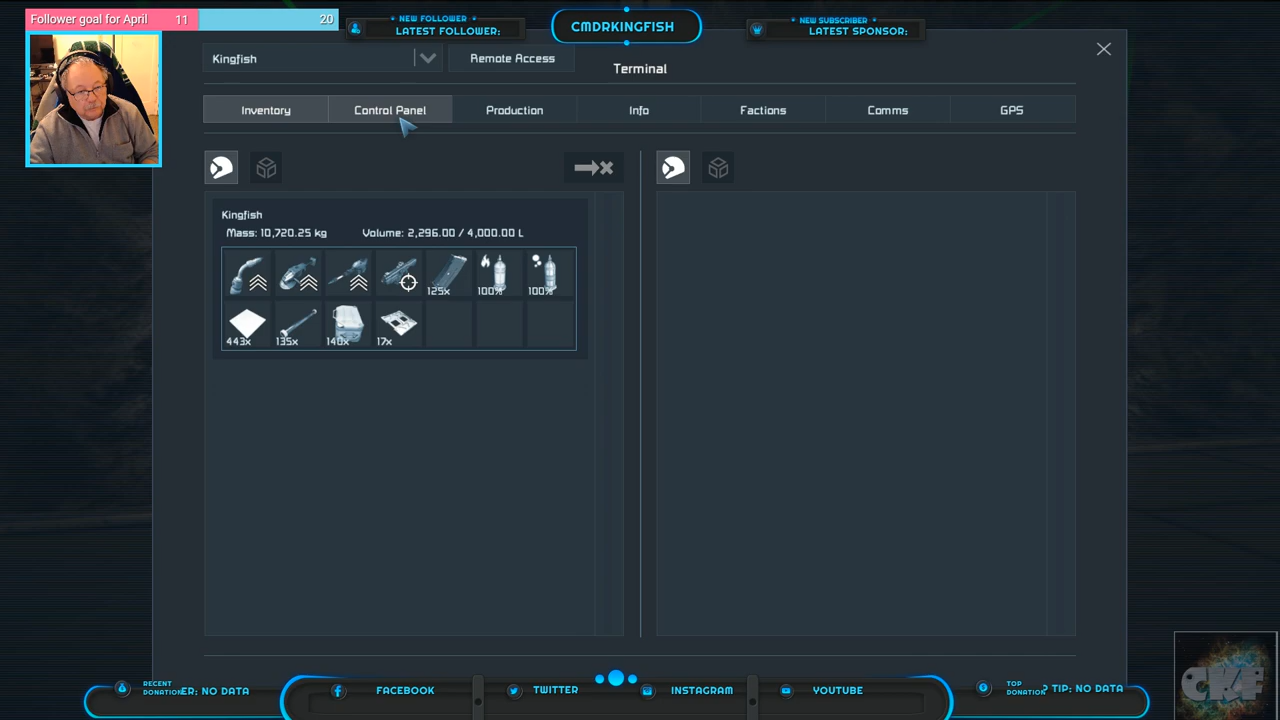 Follower goal for April 11 20
NEW FOLLOWER
LATEST FOLLOWER:
CMDRKINGFISH
NEW SUBSCRIBER
LATEST SPONSOR:
Kingfish
Remote Access
Terminal
Inventory
Control Panel
Production
Info
Factions
Comms
GPS
Kingfish
Mass: 10,720.25 kg Volume: 2,296.00 / 4,000.00 L
125x 100% 100%
443x 135x 140x 17x
RECENT
DONATION
ER: NO DATA
FACEBOOK
TWITTER
INSTAGRAM
YOUTUBE
TOP
DONATION
? TIP: NO DATA
CKF